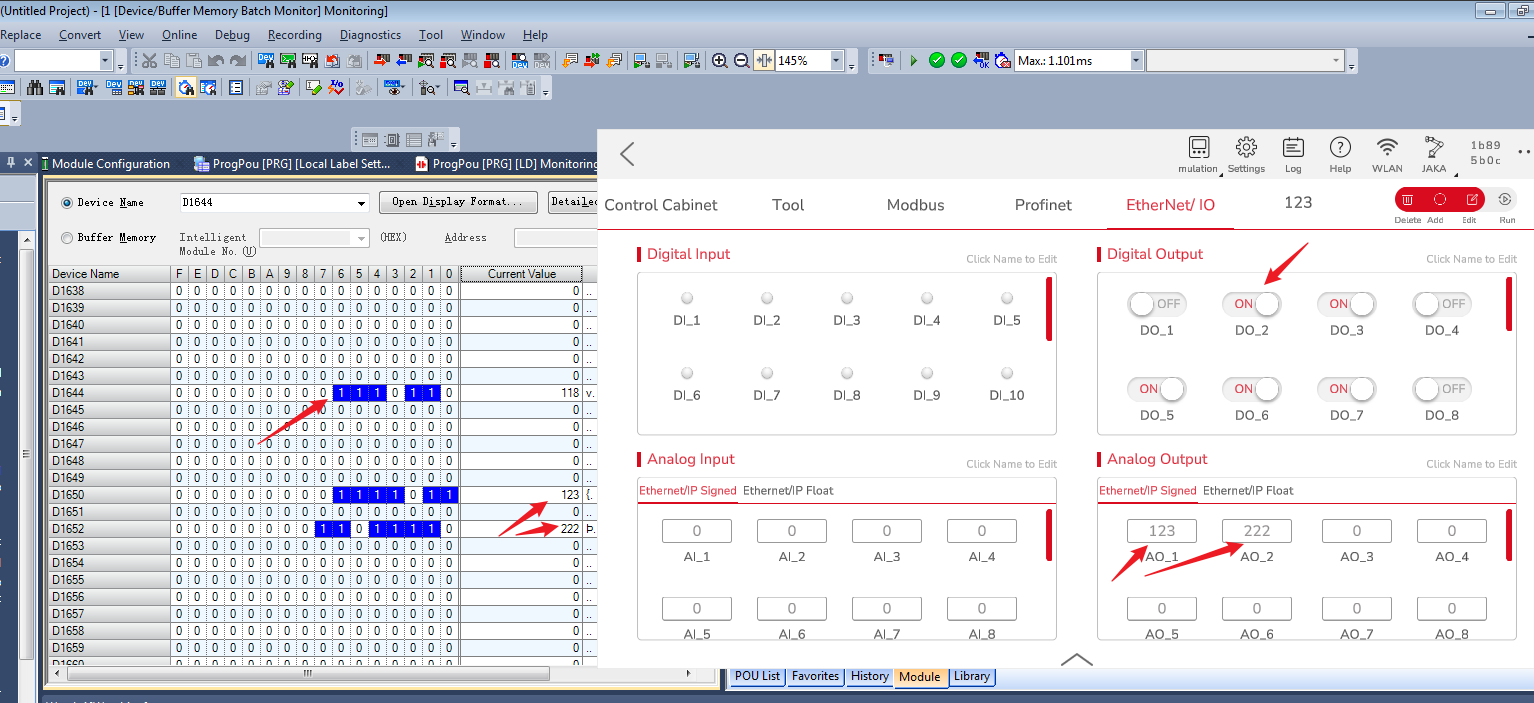 (Untitled Project) - [1 [Device/Buffer Memory Batch Monitor] Monitoring]
Replace Convert View Online Debug Recording Diagnostics Tool Window Help
145%
Max.: 1.101ms
Module Configuration ProgPou [PRG] [Local Label Sett... ProgPou [PRG] [LD] Monitoring
Device Name D1644 Open Display Format... Detailed
Buffer Memory Intelligent Module No. (U) (HEX) Address
Device Name F E D C B A 9 8 7 6 5 4 3 2 1 0 Current Value
D1638 0 0 0 0 0 0 0 0 0 0 0 0 0 0 0 0 0 ..
D1639 0 0 0 0 0 0 0 0 0 0 0 0 0 0 0 0 0 ..
D1640 0 0 0 0 0 0 0 0 0 0 0 0 0 0 0 0 0 ..
D1641 0 0 0 0 0 0 0 0 0 0 0 0 0 0 0 0 0 ..
D1642 0 0 0 0 0 0 0 0 0 0 0 0 0 0 0 0 0 ..
D1643 0 0 0 0 0 0 0 0 0 0 0 0 0 0 0 0 0 ..
D1644 0 0 0 0 0 0 0 0 0 1 1 1 0 1 1 0 118 v.
D1645 0 0 0 0 0 0 0 0 0 0 0 0 0 0 0 0 0 ..
D1646 0 0 0 0 0 0 0 0 0 0 0 0 0 0 0 0 0 ..
D1647 0 0 0 0 0 0 0 0 0 0 0 0 0 0 0 0 0 ..
D1648 0 0 0 0 0 0 0 0 0 0 0 0 0 0 0 0 0 ..
D1649 0 0 0 0 0 0 0 0 0 0 0 0 0 0 0 0 0 ..
D1650 0 0 0 0 0 0 0 0 0 1 1 1 1 0 1 1 123 {.
D1651 0 0 0 0 0 0 0 0 0 0 0 0 0 0 0 0 0 ..
D1652 0 0 0 0 0 0 0 0 1 1 0 1 1 1 1 0 222 Þ.
D1653 0 0 0 0 0 0 0 0 0 0 0 0 0 0 0 0 0 ..
D1654 0 0 0 0 0 0 0 0 0 0 0 0 0 0 0 0 0 ..
D1655 0 0 0 0 0 0 0 0 0 0 0 0 0 0 0 0 0 ..
D1656 0 0 0 0 0 0 0 0 0 0 0 0 0 0 0 0 0 ..
D1657 0 0 0 0 0 0 0 0 0 0 0 0 0 0 0 0 0 ..
D1658 0 0 0 0 0 0 0 0 0 0 0 0 0 0 0 0 0 ..
D1659 0 0 0 0 0 0 0 0 0 0 0 0 0 0 0 0 0 ..
D1660 0 0 0 0 0 0 0 0 0 0 0 0 0 0 0 0 0 ..
mulation Settings Log Help WLAN JAKA 1b89 5b0c
Control Cabinet Tool Modbus Profinet EtherNet/ IO 123
Delete Add Edit Run
Digital Input Click Name to Edit
DI_1 DI_2 DI_3 DI_4 DI_5
DI_6 DI_7 DI_8 DI_9 DI_10
Digital Output Click Name to Edit
OFF ON ON OFF
DO_1 DO_2 DO_3 DO_4
ON ON ON OFF
DO_5 DO_6 DO_7 DO_8
Analog Input Click Name to Edit
Ethernet/IP Signed Ethernet/IP Float
0 0 0 0
AI_1 AI_2 AI_3 AI_4
0 0 0 0
AI_5 AI_6 AI_7 AI_8
Analog Output Click Name to Edit
Ethernet/IP Signed Ethernet/IP Float
123 222 0 0
AO_1 AO_2 AO_3 AO_4
0 0 0 0
AO_5 AO_6 AO_7 AO_8
POU List Favorites History Module Library